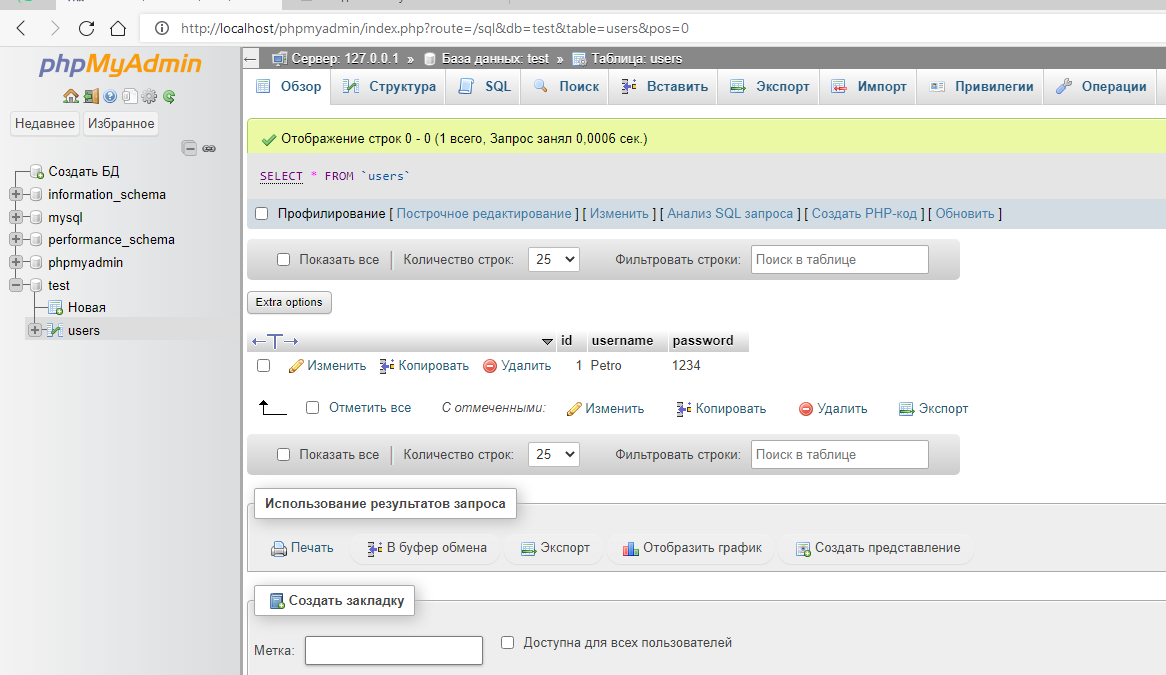 http://localhost/phpmyadmin/index.php?route=/sql&db=test&table=users&pos=0
phpMyAdmin
Недавнее Избранное
Создать БД
information_schema
mysql
performance_schema
phpmyadmin
test
Новая
users
Сервер: 127.0.0.1 » База данных: test » Таблица: users
Обзор Структура SQL Поиск Вставить Экспорт Импорт Привилегии Операции
Отображение строк 0 - 0 (1 всего, Запрос занял 0,0006 сек.)
SELECT * FROM `users`
Профилирование [ Построчное редактирование ] [ Изменить ] [ Анализ SQL запроса ] [ Создать PHP-код ] [ Обновить ]
Показать все Количество строк: 25 Фильтровать строки: Поиск в таблице
Extra options
←T→ id username password
Изменить Копировать Удалить 1 Petro 1234
Отметить все С отмеченными: Изменить Копировать Удалить Экспорт
Показать все Количество строк: 25 Фильтровать строки: Поиск в таблице
Использование результатов запроса
Печать В буфер обмена Экспорт Отобразить график Создать представление
Создать закладку
Метка: Доступна для всех пользователей